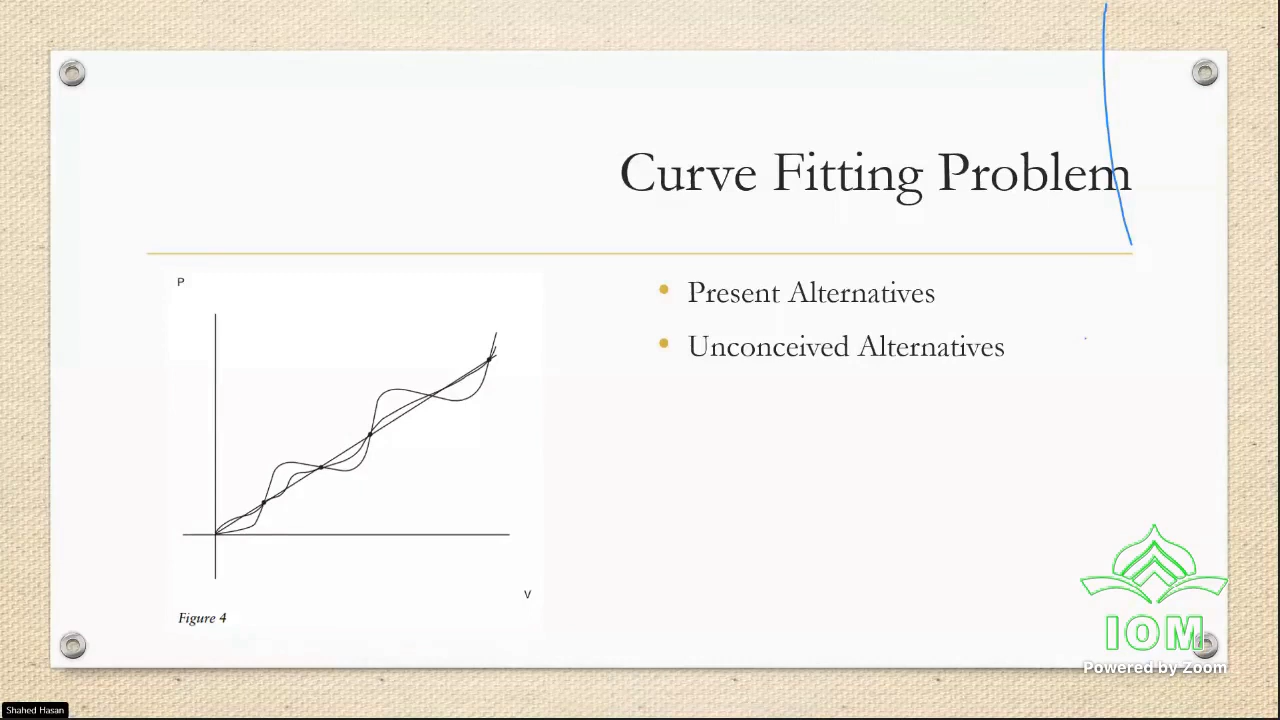 Curve Fitting Problem
P
V
Figure 4
Present Alternatives
Unconceived Alternatives
IOM
Powered by Zoom
Shahed Hasan